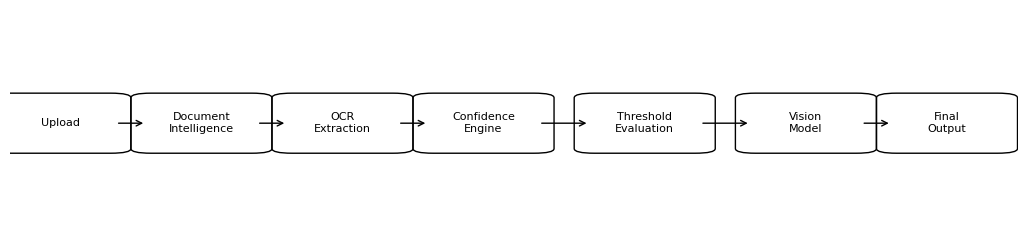 Upload
Document
Intelligence
OCR
Extraction
Confidence
Engine
Threshold
Evaluation
Vision
Model
Final
Output